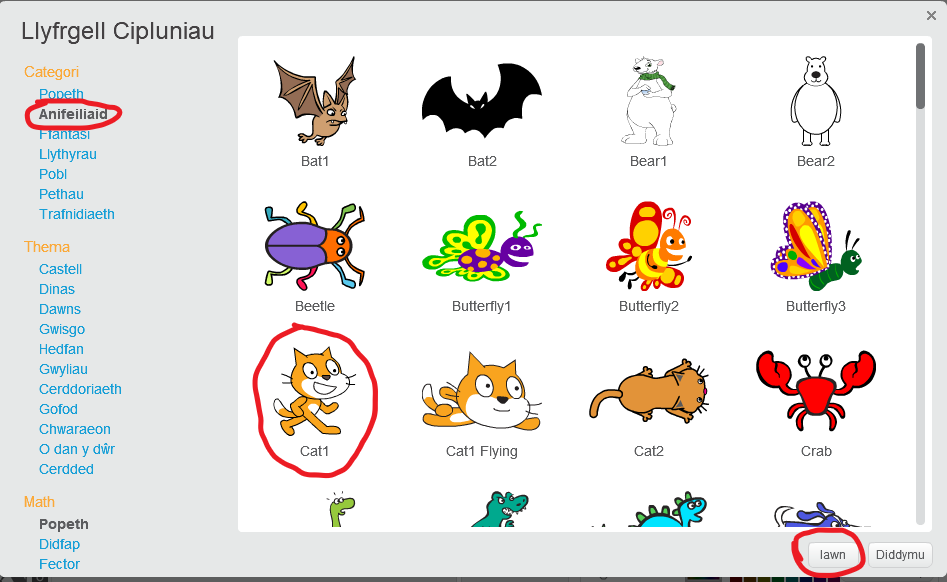 Llyfrgell Cipluniau
Categori
Popeth
Anifeiliaid
Ffantasi
Llythyrau
Pobl
Pethau
Trafnidiaeth
Thema
Castell
Dinas
Dawns
Gwisgo
Hedfan
Gwyliau
Cerddoriaeth
Gofod
Chwaraeon
O dan y dŵr
Cerdded
Math
Popeth
Didfap
Fector
Bat1 Bat2 Bear1 Bear2
Beetle Butterfly1 Butterfly2 Butterfly3
Cat1 Cat1 Flying Cat2 Crab
Iawn Diddymu